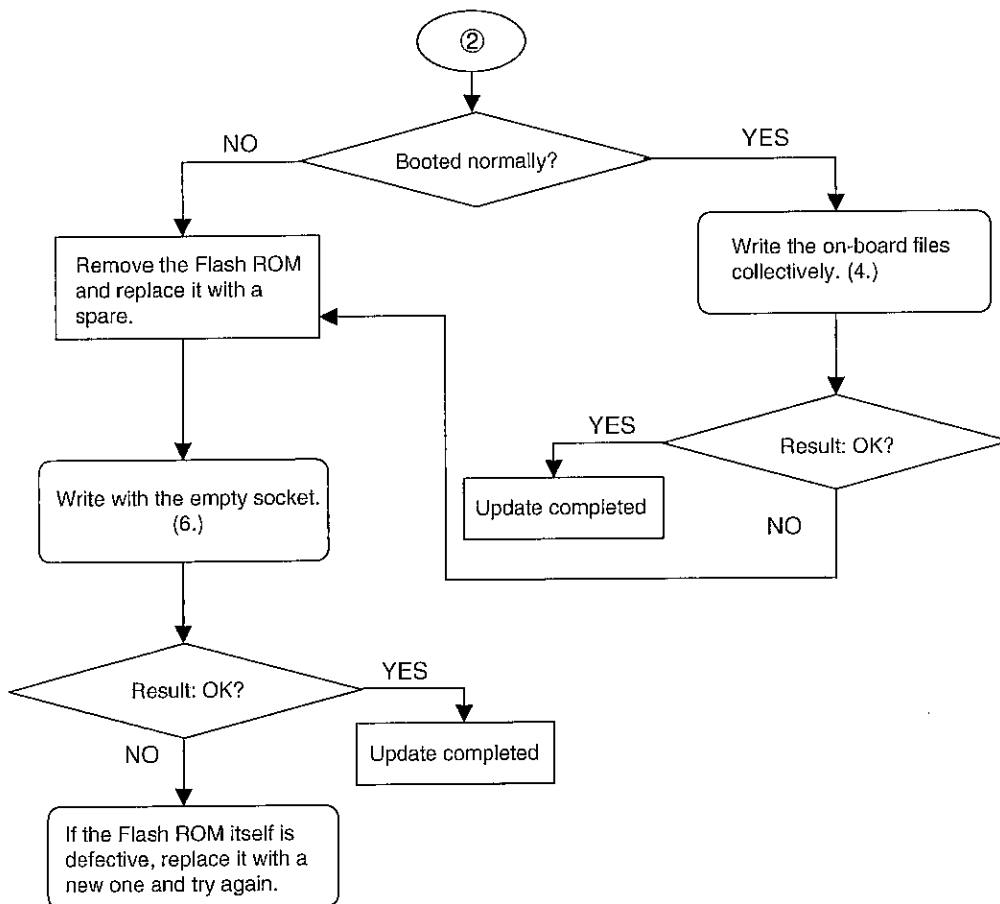 ②
Booted normally?
NO
YES
Remove the Flash ROM
and replace it with a
spare.
Write the on-board files
collectively. (4.)
YES
Result: OK?
Update completed
NO
Write with the empty socket.
(6.)
Result: OK?
YES
NO
Update completed
If the Flash ROM itself is
defective, replace it with a
new one and try again.